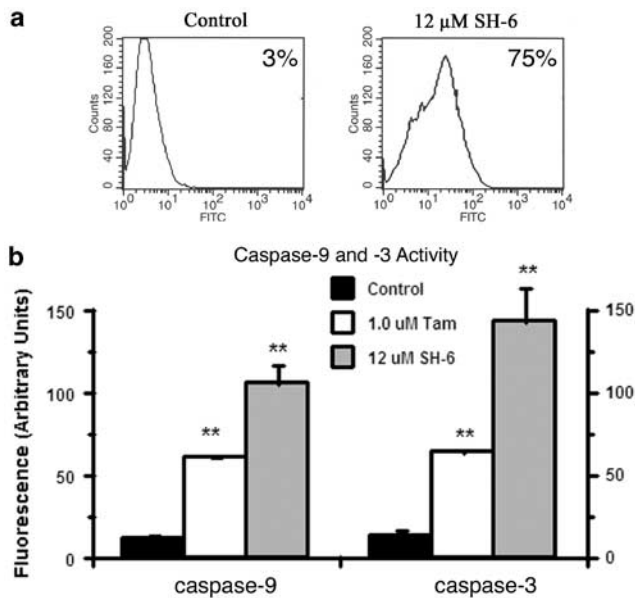 a
Control
12 µM SH-6
3%
75%
Counts
200
160
120
80
40
0
10⁰ 10¹ 10² 10³ 10⁴
FITC
Counts
200
160
120
80
40
0
10⁰ 10¹ 10² 10³ 10⁴
FITC
b
Caspase-9 and -3 Activity
Control
1.0 uM Tam
12 uM SH-6
Fluorescence (Arbitrary Units)
150
100
50
0
150
100
50
0
**
**
**
**
caspase-9
caspase-3